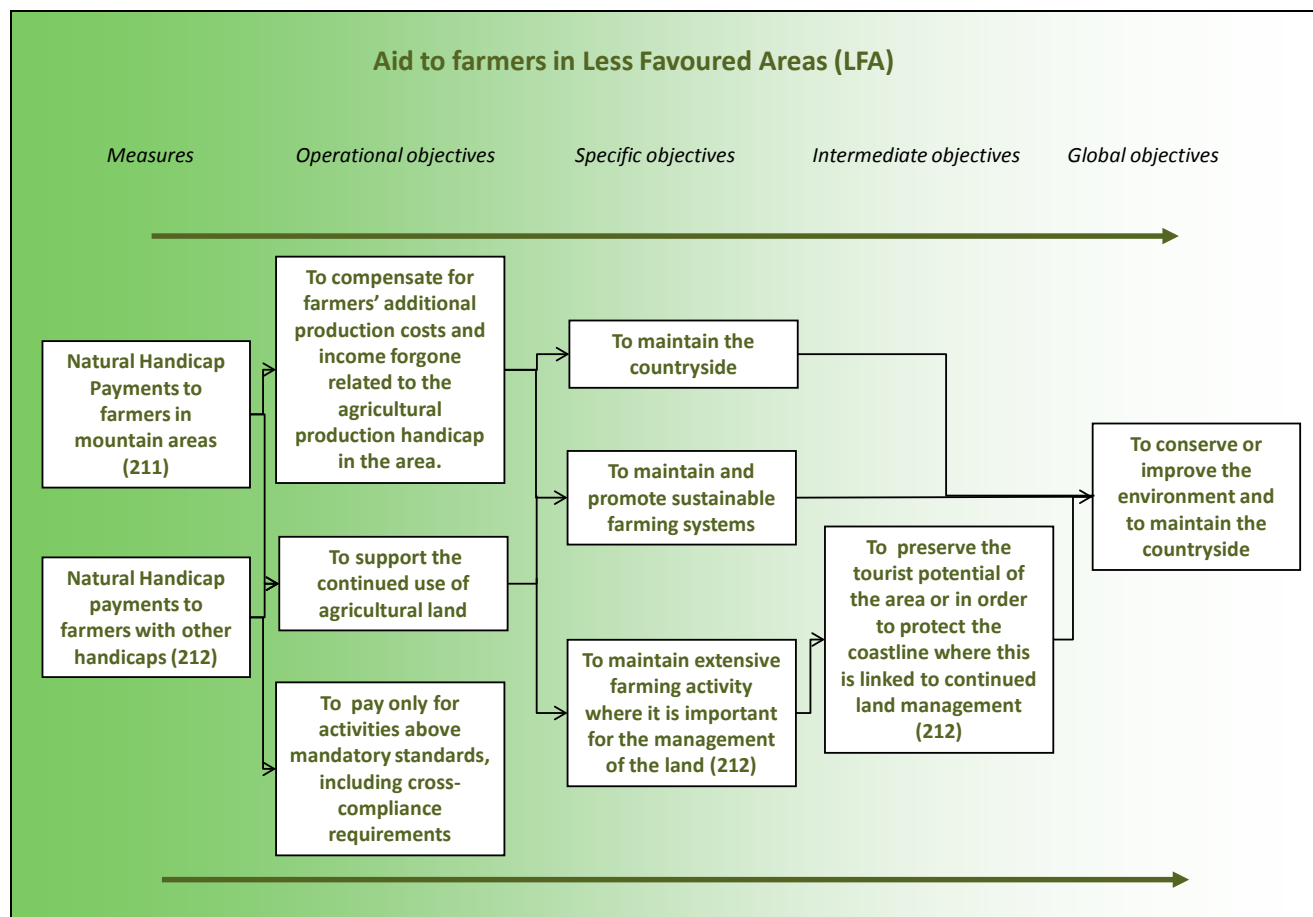 Aid to farmers in Less Favoured Areas (LFA)
Measures
Operational objectives
Specific objectives
Intermediate objectives
Global objectives
Natural Handicap
Payments to
farmers in
mountain areas
(211)
Natural Handicap
payments to
farmers with other
handicaps (212)
To compensate for
farmers’ additional
production costs and
income forgone
related to the
agricultural
production handicap
in the area.
To support the
continued use of
agricultural land
To pay only for
activities above
mandatory standards,
including cross-
compliance
requirements
To maintain the
countryside
To maintain and
promote sustainable
farming systems
To maintain extensive
farming activity
where it is important
for the management
of the land (212)
To preserve the
tourist potential of
the area or in order
to protect the
coastline where this
is linked to continued
land management
(212)
To conserve or
improve the
environment and
to maintain the
countryside